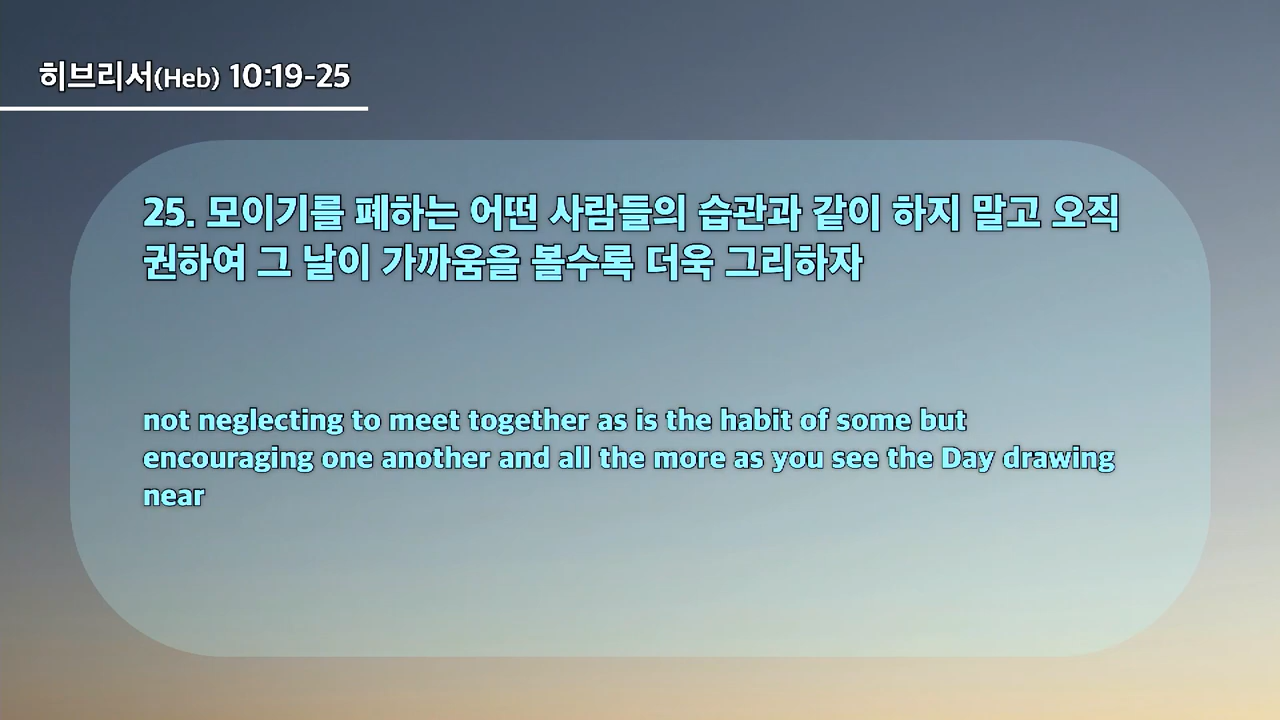 히브리서(Heb) 10:19-25
25. 모이기를 폐하는 어떤 사람들의 습관과 같이 하지 말고 오직
권하여 그 날이 가까움을 볼수록 더욱 그리하자
not neglecting to meet together as is the habit of some but
encouraging one another and all the more as you see the Day drawing
near